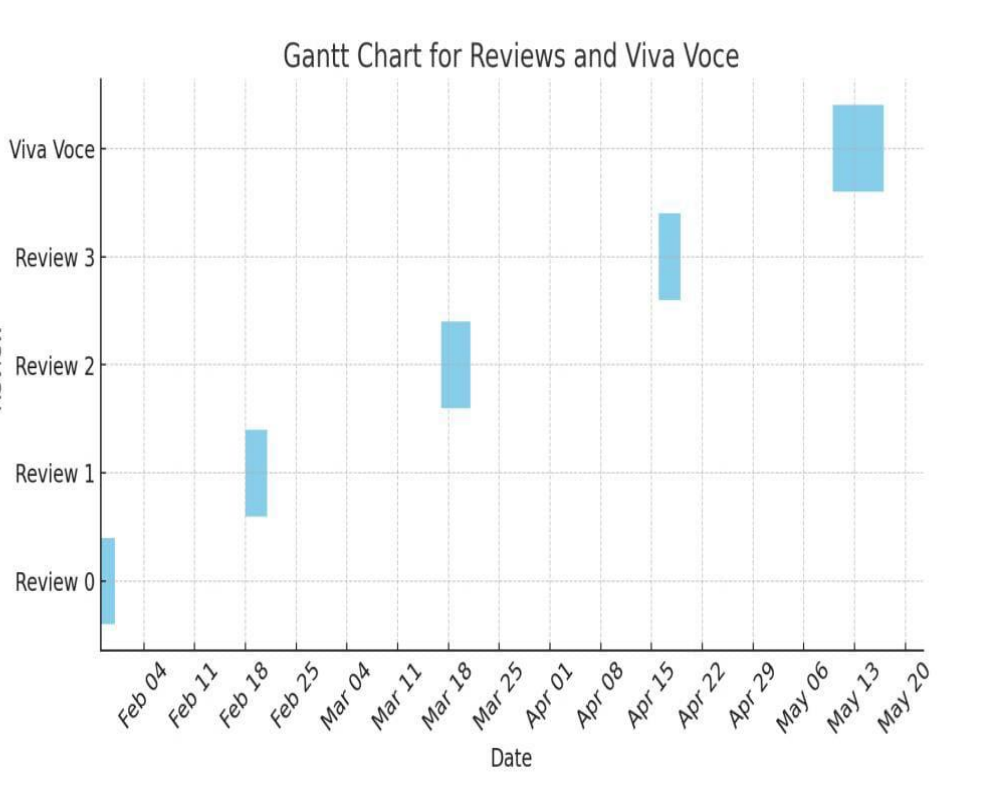 Gantt Chart for Reviews and Viva Voce
Viva Voce
Review 3
Review 2
Review 1
Review 0
Feb 04
Feb 11
Feb 18
Feb 25
Mar 04
Mar 11
Mar 18
Mar 25
Apr 01
Apr 08
Apr 15
Apr 22
Apr 29
May 06
May 13
May 20
Date